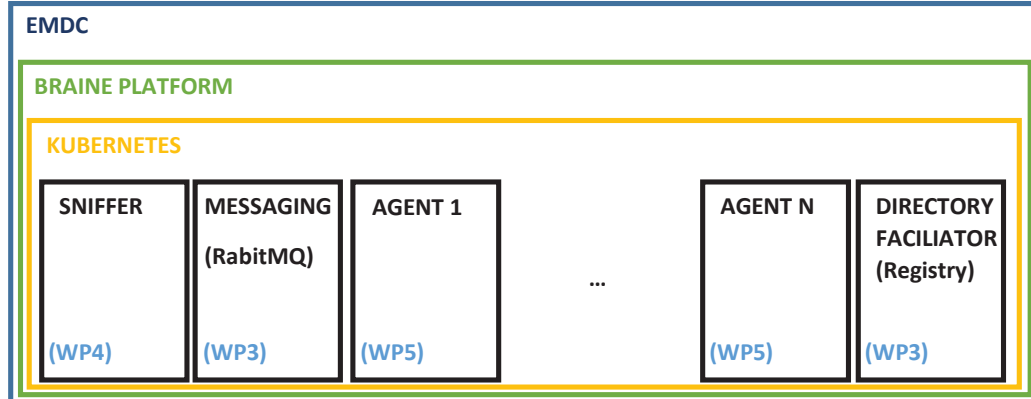 EMDC
BRAINE PLATFORM
KUBERNETES
SNIFFER
(WP4)
MESSAGING
(RabitMQ)
(WP3)
AGENT 1
(WP5)
...
AGENT N
(WP5)
DIRECTORY
FACILIATOR
(Registry)
(WP3)